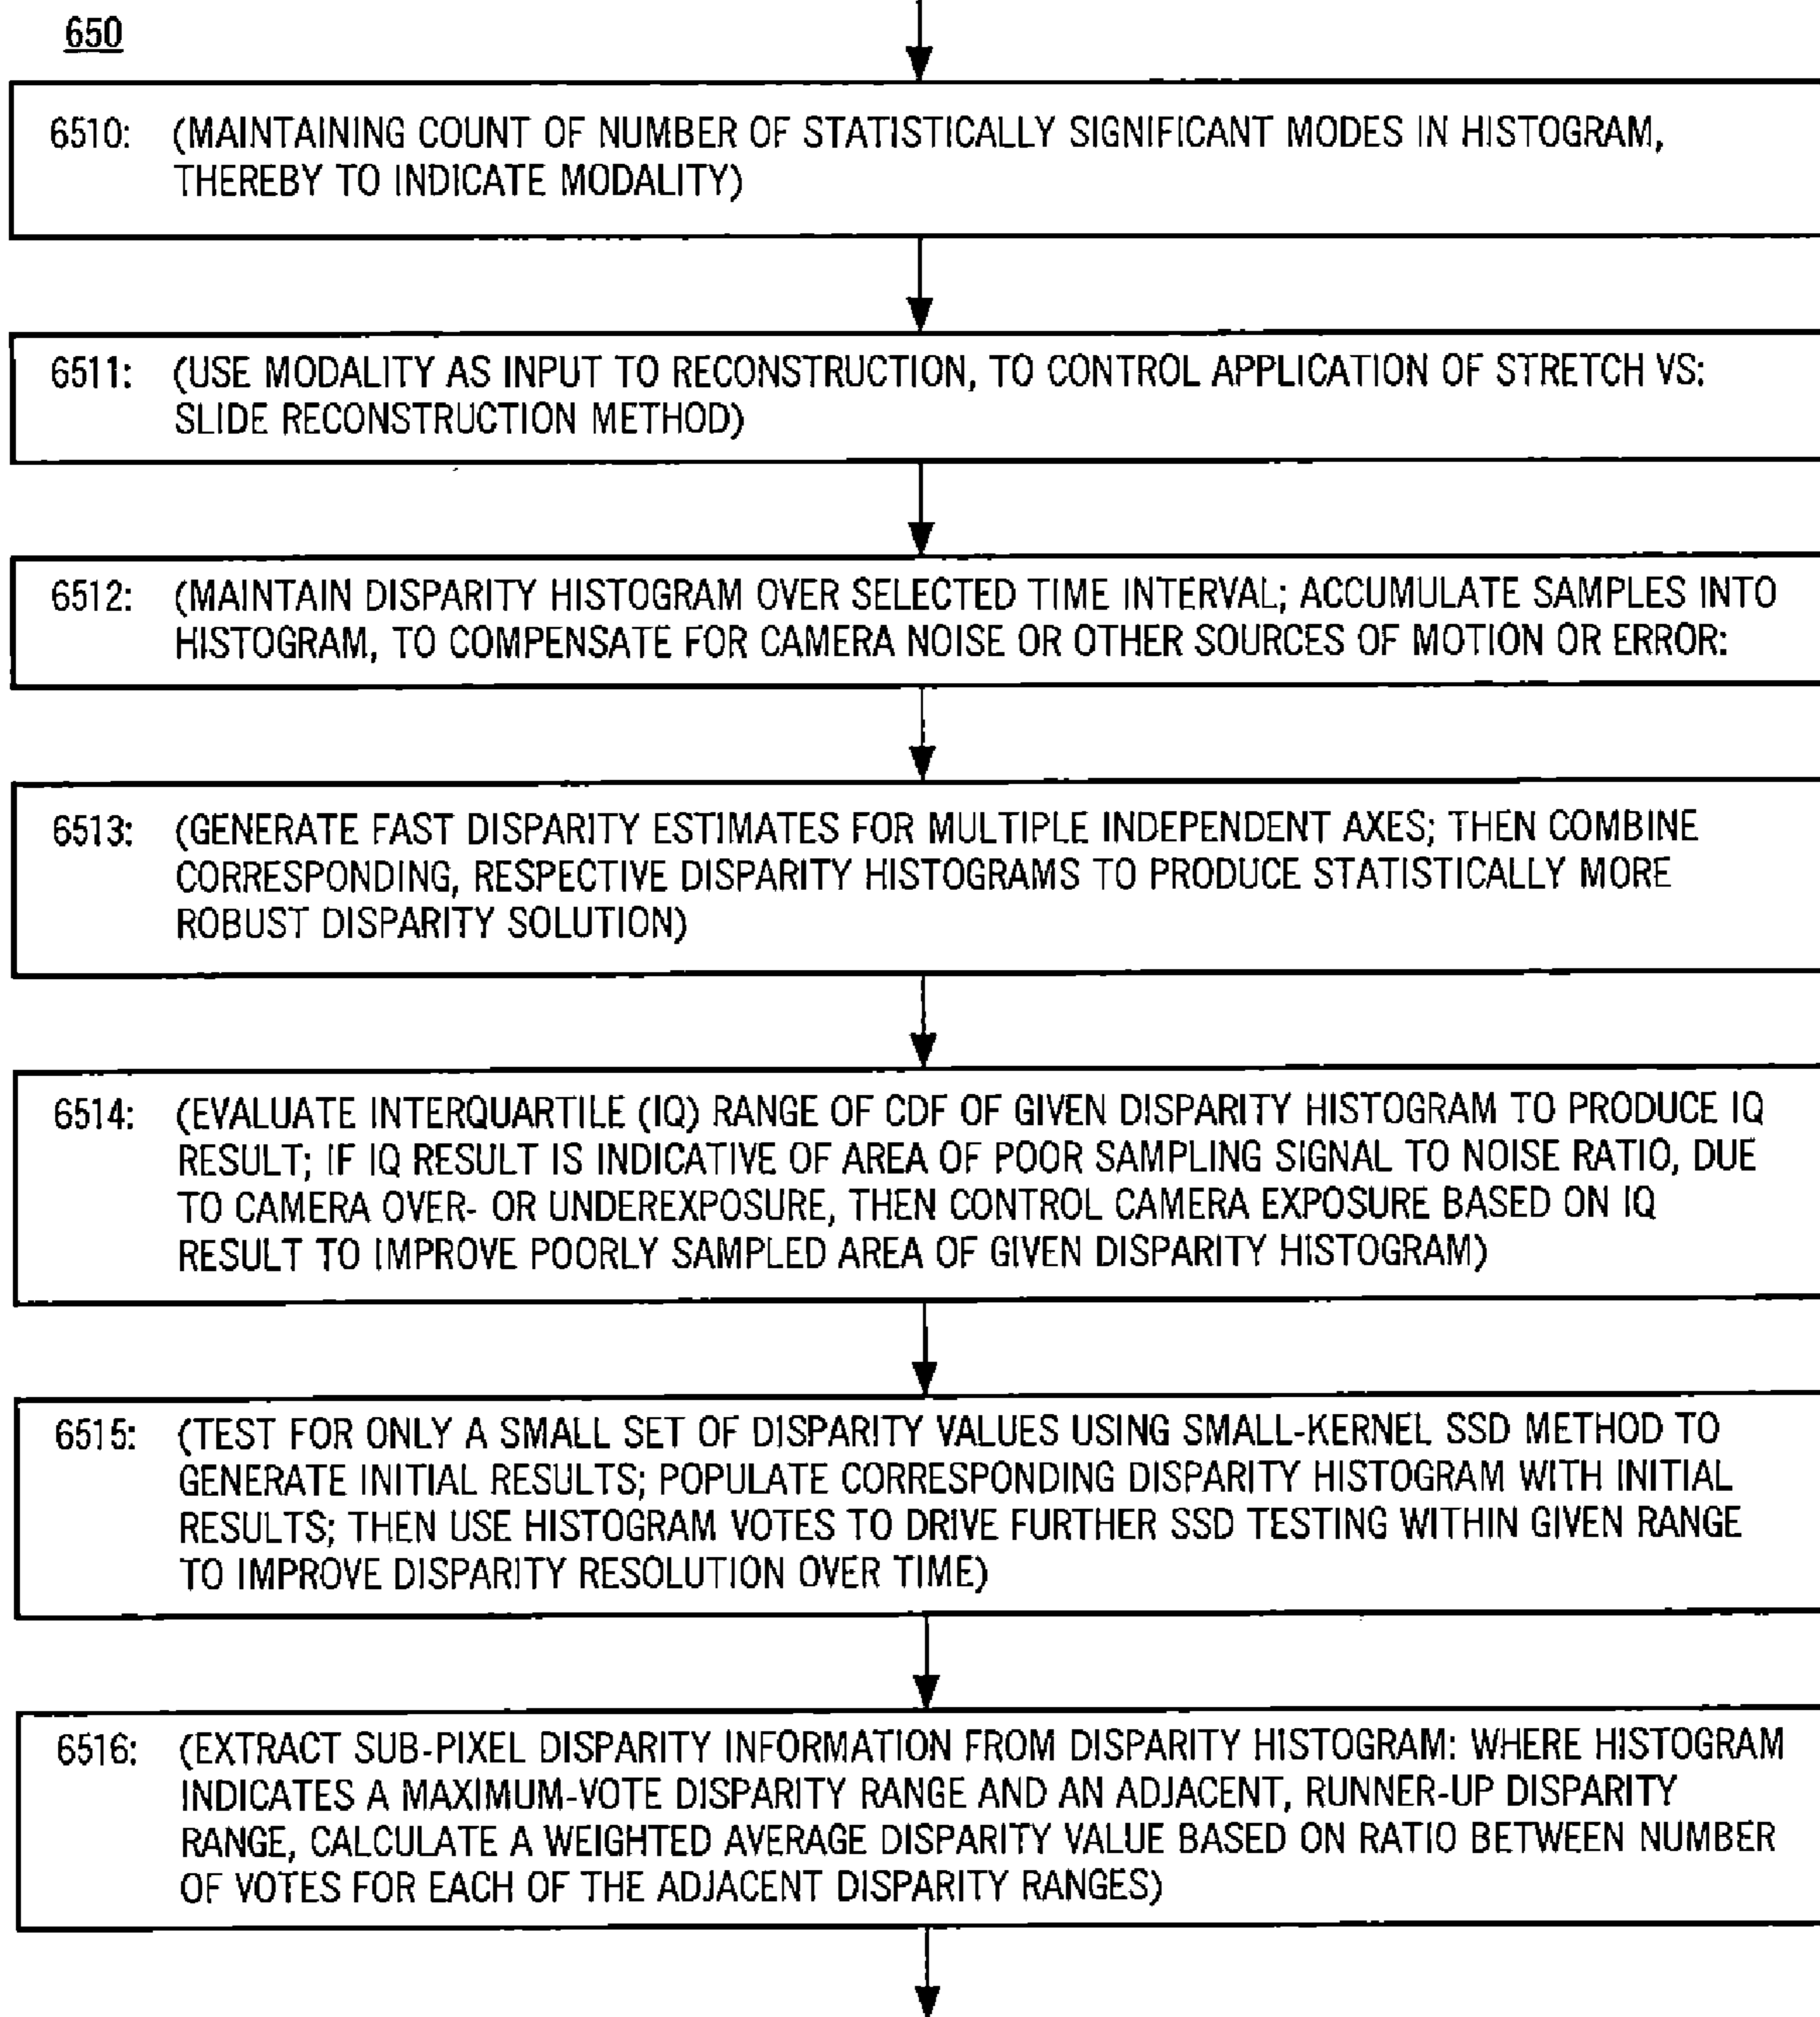 650
6510: (MAINTAINING COUNT OF NUMBER OF STATISTICALLY SIGNIFICANT MODES IN HISTOGRAM,
THEREBY TO INDICATE MODALITY)
6511: (USE MODALITY AS INPUT TO RECONSTRUCTION, TO CONTROL APPLICATION OF STRETCH VS:
SLIDE RECONSTRUCTION METHOD)
6512: (MAINTAIN DISPARITY HISTOGRAM OVER SELECTED TIME INTERVAL; ACCUMULATE SAMPLES INTO
HISTOGRAM, TO COMPENSATE FOR CAMERA NOISE OR OTHER SOURCES OF MOTION OR ERROR:
6513: (GENERATE FAST DISPARITY ESTIMATES FOR MULTIPLE INDEPENDENT AXES; THEN COMBINE
CORRESPONDING, RESPECTIVE DISPARITY HISTOGRAMS TO PRODUCE STATISTICALLY MORE
ROBUST DISPARITY SOLUTION)
6514: (EVALUATE INTERQUARTILE (IQ) RANGE OF CDF OF GIVEN DISPARITY HISTOGRAM TO PRODUCE IQ
RESULT; IF IQ RESULT IS INDICATIVE OF AREA OF POOR SAMPLING SIGNAL TO NOISE RATIO, DUE
TO CAMERA OVER- OR UNDEREXPOSURE, THEN CONTROL CAMERA EXPOSURE BASED ON IQ
RESULT TO IMPROVE POORLY SAMPLED AREA OF GIVEN DISPARITY HISTOGRAM)
6515: (TEST FOR ONLY A SMALL SET OF DISPARITY VALUES USING SMALL-KERNEL SSD METHOD TO
GENERATE INITIAL RESULTS; POPULATE CORRESPONDING DISPARITY HISTOGRAM WITH INITIAL
RESULTS; THEN USE HISTOGRAM VOTES TO DRIVE FURTHER SSD TESTING WITHIN GIVEN RANGE
TO IMPROVE DISPARITY RESOLUTION OVER TIME)
6516: (EXTRACT SUB-PIXEL DISPARITY INFORMATION FROM DISPARITY HISTOGRAM: WHERE HISTOGRAM
INDICATES A MAXIMUM-VOTE DISPARITY RANGE AND AN ADJACENT, RUNNER-UP DISPARITY
RANGE, CALCULATE A WEIGHTED AVERAGE DISPARITY VALUE BASED ON RATIO BETWEEN NUMBER
OF VOTES FOR EACH OF THE ADJACENT DISPARITY RANGES)